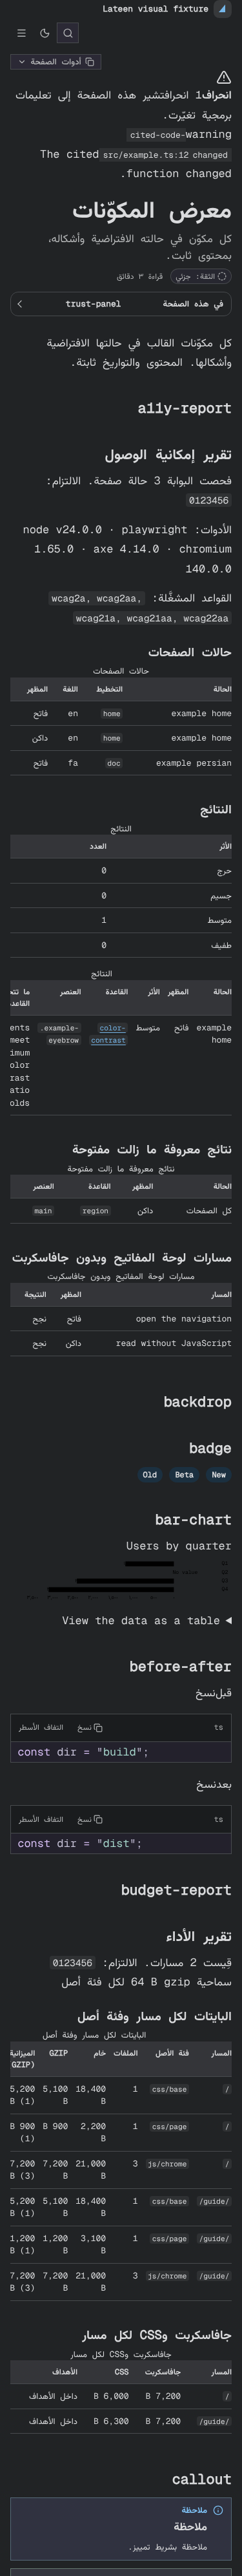 Lateen visual fixture
أدوات الصفحة
انحراف1 انحرافتشير هذه الصفحة إلى تعليمات
برمجية تغيّرت.
cited-code-warning
The cited src/example.ts:12 changed
function changed.
معرض المكوّنات
كل مكوّن في حالته الافتراضية وأشكاله،
بمحتوى ثابت.
الثقة: جزئي
قراءة ٣ دقائق
في هذه الصفحة trust-panel
كل مكوّنات القالب في حالتها الافتراضية
وأشكالها. المحتوى والتواريخ ثابتة.
a11y-report
تقرير إمكانية الوصول
فحصت البوابة 3 حالة صفحة. الالتزام:
0123456
الأدوات: node v24.0.0 · playwright
1.65.0 · axe 4.14.0 · chromium
140.0.0
القواعد المشغَّلة: wcag2a, wcag2aa,
wcag21a, wcag21aa, wcag22aa
حالات الصفحات
حالات الصفحات
الحالة التخطيط اللغة المظهر
example home home en فاتح
example home home en داكن
example persian doc fa فاتح
النتائج
النتائج
الأثر العدد
حرج 0
جسيم 0
متوسط 1
طفيف 0
النتائج
الحالة المظهر الأثر القاعدة العنصر
example home فاتح متوسط color-contrast .example-eyebrow
نتائج معروفة ما زالت مفتوحة
نتائج معروفة ما زالت مفتوحة
الحالة المظهر القاعدة العنصر
كل الصفحات داكن region main
مسارات لوحة المفاتيح وبدون جافاسكربت
مسارات لوحة المفاتيح وبدون جافاسكربت
المسار المظهر النتيجة
open the navigation فاتح نجح
read without JavaScript داكن نجح
backdrop
badge
New Beta Old
bar-chart
Users by quarter
View the data as a table
before-after
قبلنسخ
ts نسخ التفاف الأسطر
const dir = "build";
بعدنسخ
ts نسخ التفاف الأسطر
const dir = "dist";
budget-report
تقرير الأداء
قِيست 2 مسارات. الالتزام: 0123456
سماحية 64 B gzip لكل فئة أصل
البايتات لكل مسار وفئة أصل
البايتات لكل مسار وفئة أصل
المسار فئة الأصل الملفات خام GZIP الميزانية (GZIP)
/ css/base 1 18,400 B 5,100 B 5,200 B (1)
/ css/page 1 2,200 B 900 B 900 B (1)
/ js/chrome 3 21,000 B 7,200 B 7,200 B (3)
/guide/ css/base 1 18,400 B 5,100 B 5,200 B (1)
/guide/ css/page 1 3,100 B 1,200 B 1,200 B (1)
/guide/ js/chrome 3 21,000 B 7,200 B 7,200 B (3)
جافاسكربت وCSS لكل مسار
جافاسكربت وCSS لكل مسار
المسار جافاسكربت CSS الأهداف
/ 7,200 B 6,000 B داخل الأهداف
/guide/ 7,200 B 6,300 B داخل الأهداف
callout
ملاحظة
ملاحظة
ملاحظة بشريط تمييز.